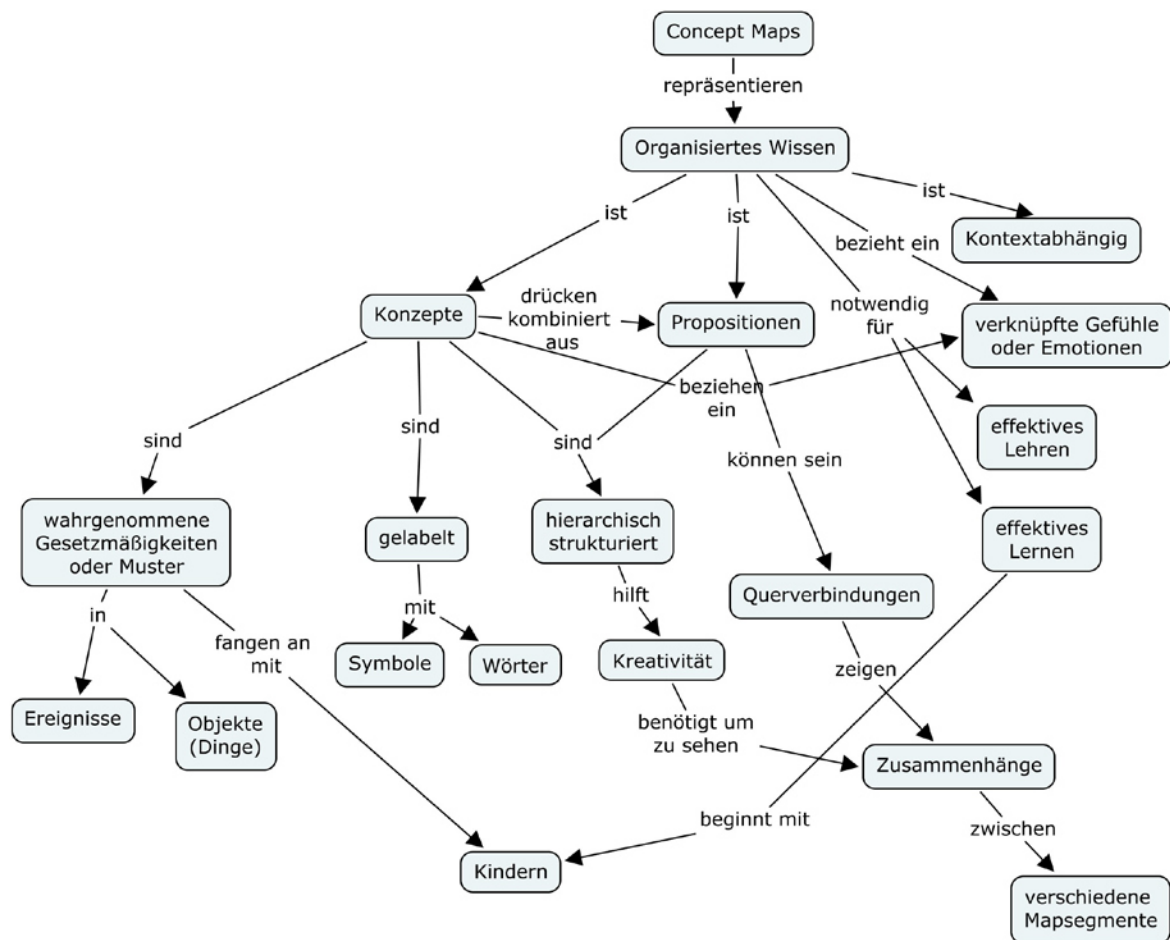 Concept Maps
repräsentieren
Organisiertes Wissen
ist
ist
ist
bezieht ein
Kontextabhängig
notwendig
für
Konzepte
drücken
kombiniert
aus
Propositionen
verknüpfte Gefühle
oder Emotionen
beziehen
ein
effektives
Lehren
sind
sind
sind
können sein
wahrgenommene
Gesetzmäßigkeiten
oder Muster
gelabelt
hierarchisch
strukturiert
effektives
Lernen
in
mit
hilft
Querverbindungen
fangen an
mit
Symbole
Wörter
Kreativität
zeigen
Ereignisse
Objekte
(Dinge)
benötigt um
zu sehen
Zusammenhänge
beginnt mit
zwischen
Kindern
verschiedene
Mapsegmente